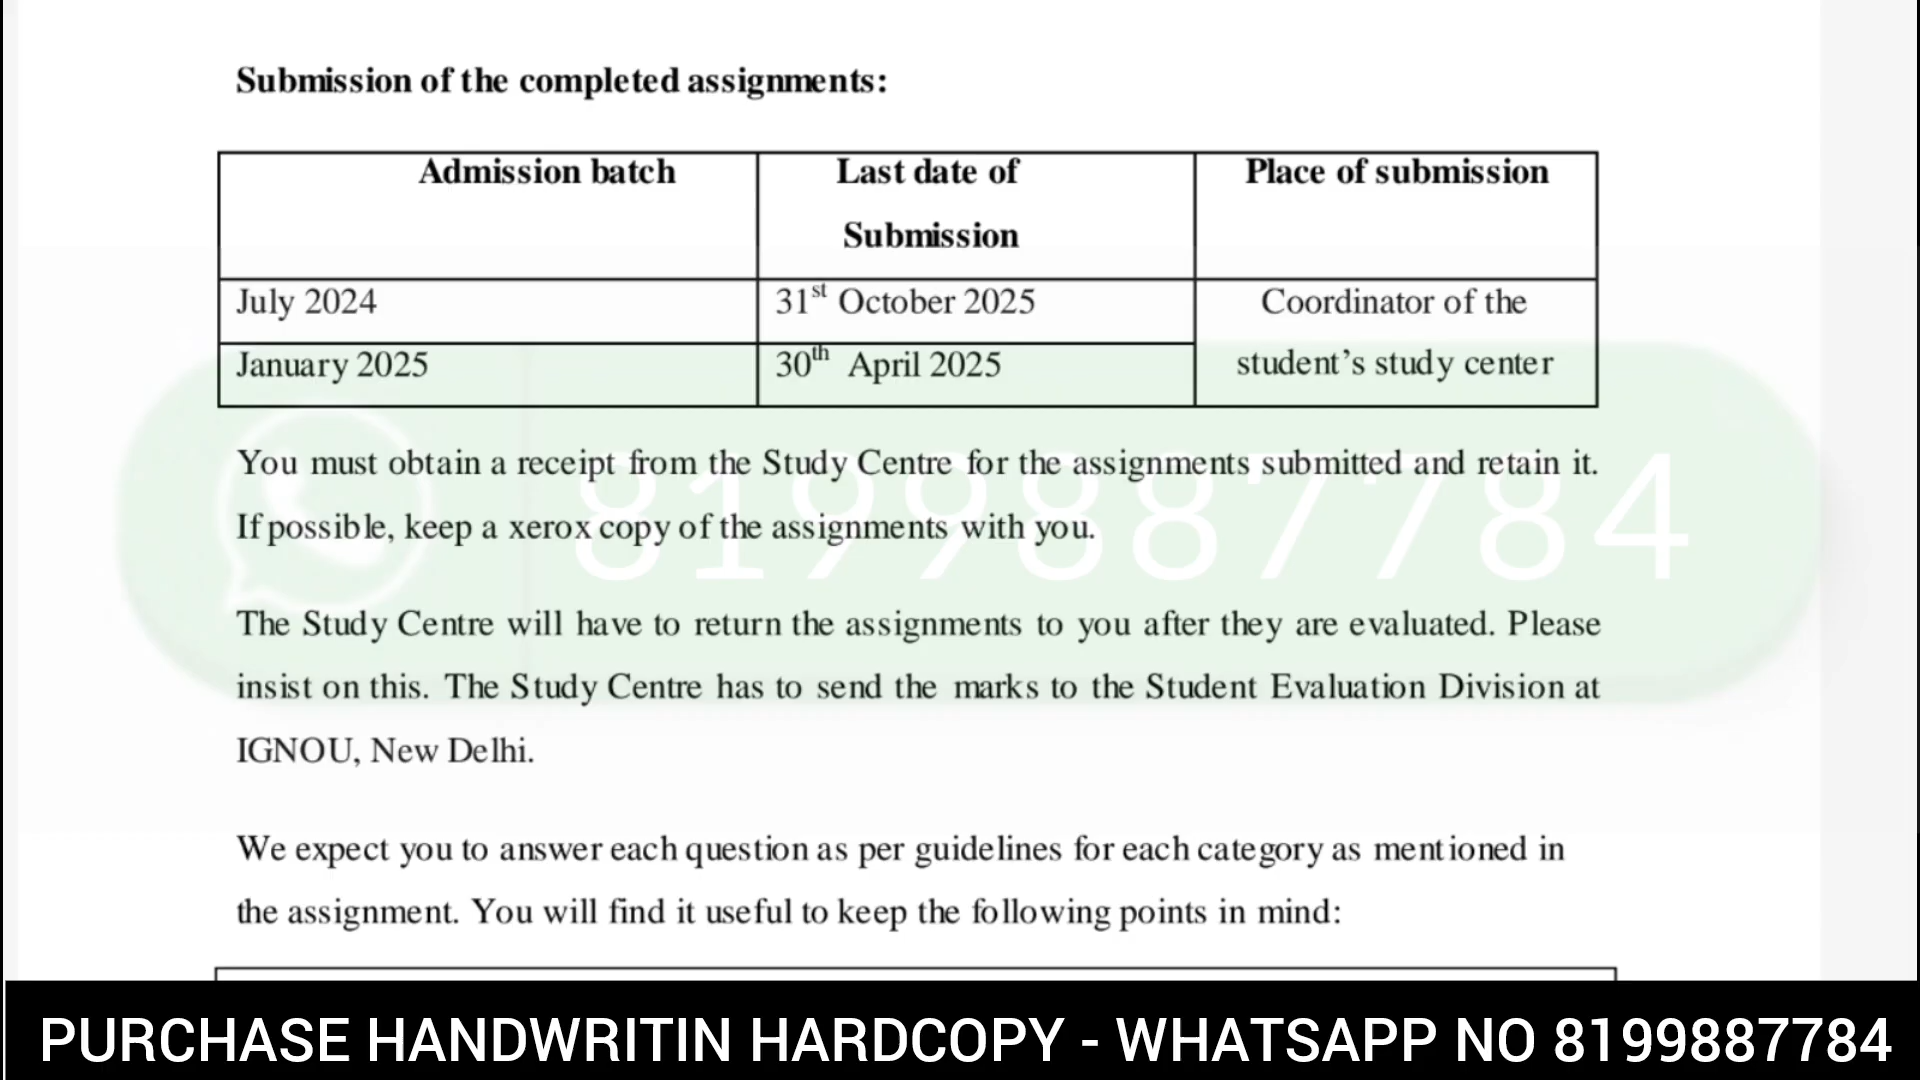 Submission of the completed assignments:
Admission batch
Last date of
Submission
Place of submission
July 2024
31st October 2025
Coordinator of the
student’s study center
January 2025
30th April 2025
You must obtain a receipt from the Study Centre for the assignments submitted and retain it.
If possible, keep a xerox copy of the assignments with you.
8199887784
The Study Centre will have to return the assignments to you after they are evaluated. Please
insist on this. The Study Centre has to send the marks to the Student Evaluation Division at
IGNOU, New Delhi.
We expect you to answer each question as per guidelines for each category as mentioned in
the assignment. You will find it useful to keep the following points in mind:
PURCHASE HANDWRITIN HARDCOPY - WHATSAPP NO 8199887784